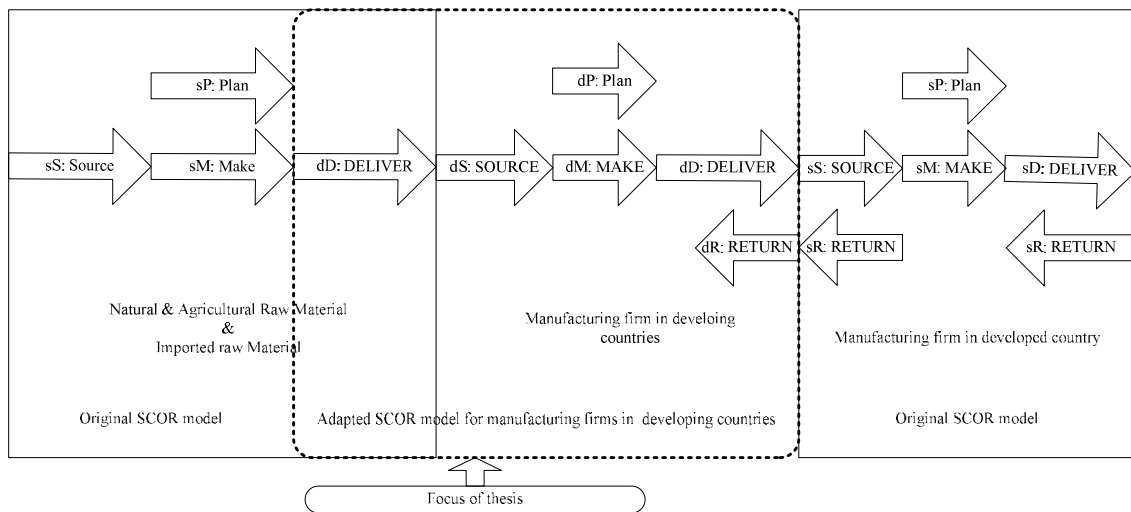 sP: Plan
dP: Plan
sP: Plan
sS: Source
sM: Make
dD: DELIVER
dS: SOURCE
dM: MAKE
dD: DELIVER
sS: SOURCE
sM: MAKE
sD: DELIVER
dR: RETURN
sR: RETURN
sR: RETURN
Natural & Agricultural Raw Material
&
Imported raw Material
Manufacturing firm in develoing
countries
Manufacturing firm in developed country
Original SCOR model
Adapted SCOR model for manufacturing firms in developing countries
Original SCOR model
Focus of thesis